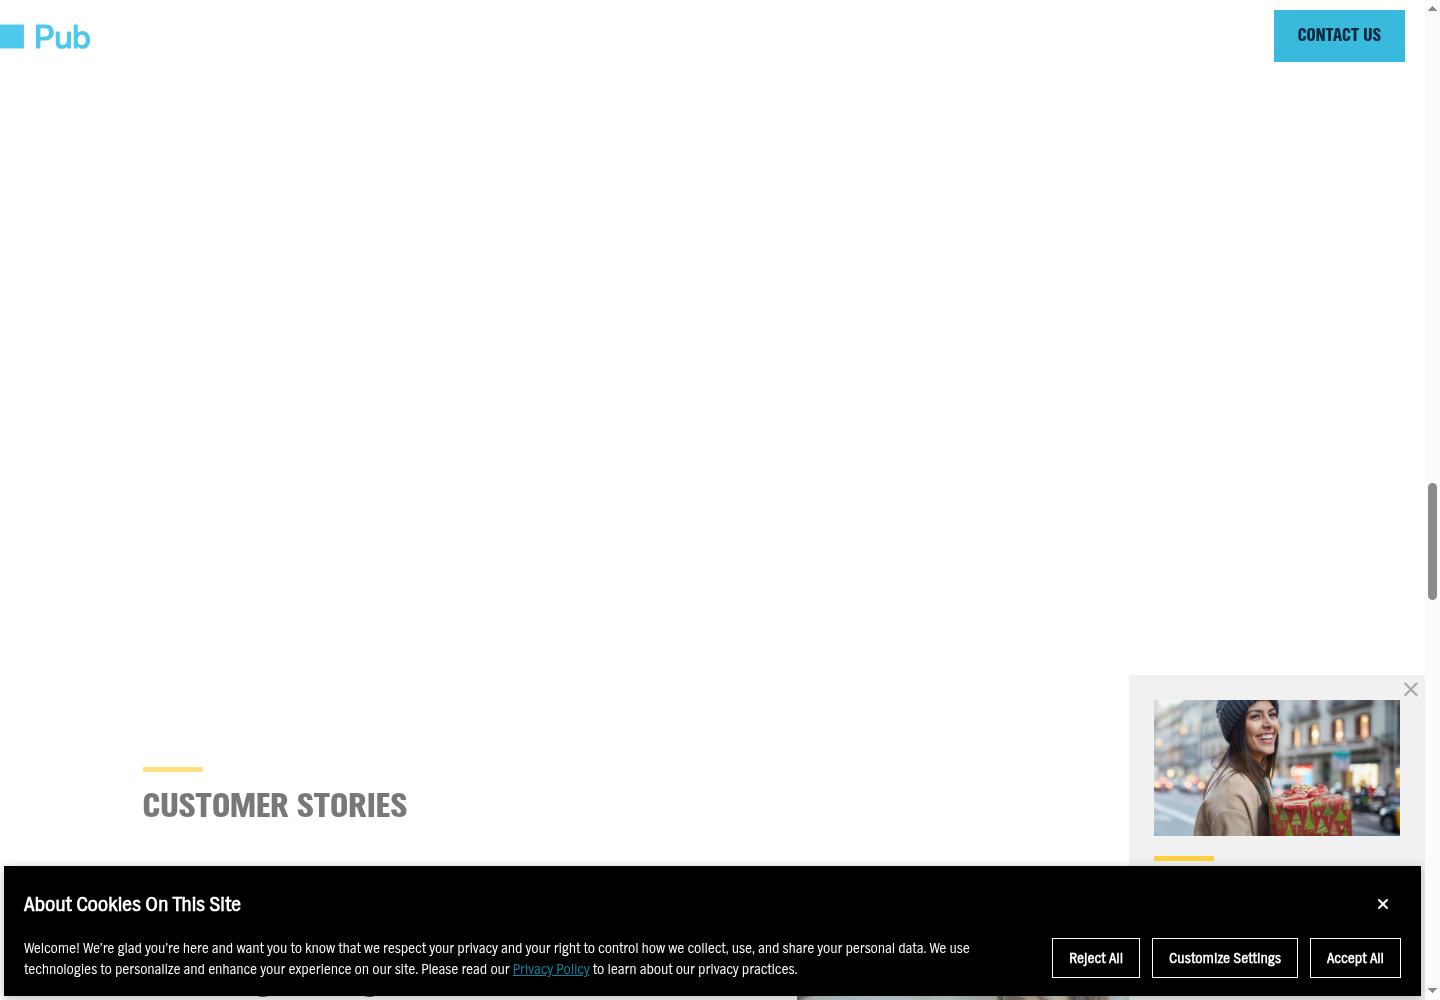 Pub
CONTACT US
CUSTOMER STORIES
About Cookies On This Site
Welcome! We're glad you're here and want you to know that we respect your privacy and your right to control how we collect, use, and share your personal data. We use
technologies to personalize and enhance your experience on our site. Please read our Privacy Policy to learn about our privacy practices.
Reject All
Customize Settings
Accept All